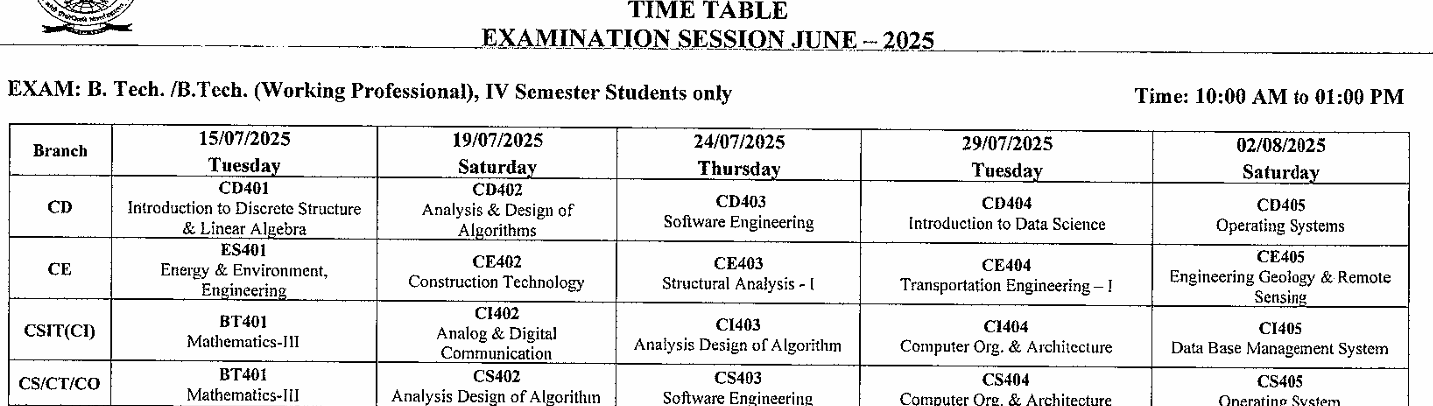 TIME TABLE
EXAMINATION SESSION JUNE – 2025
EXAM: B. Tech. /B.Tech. (Working Professional), IV Semester Students only
Time: 10:00 AM to 01:00 PM
Branch
15/07/2025
Tuesday
19/07/2025
Saturday
24/07/2025
Thursday
29/07/2025
Tuesday
02/08/2025
Saturday
CD
CD401
Introduction to Discrete Structure
& Linear Algebra
CD402
Analysis & Design of
Algorithms
CD403
Software Engineering
CD404
Introduction to Data Science
CD405
Operating Systems
CE
ES401
Energy & Environment,
Engineering
CE402
Construction Technology
CE403
Structural Analysis - I
CE404
Transportation Engineering – I
CE405
Engineering Geology & Remote
Sensing
CSIT(CI)
BT401
Mathematics-III
CI402
Analog & Digital
Communication
CI403
Analysis Design of Algorithm
CI404
Computer Org. & Architecture
CI405
Data Base Management System
CS/CT/CO
BT401
Mathematics-III
CS402
Analysis Design of Algorithm
CS403
Software Engineering
CS404
Computer Org. & Architecture
CS405
Operating System